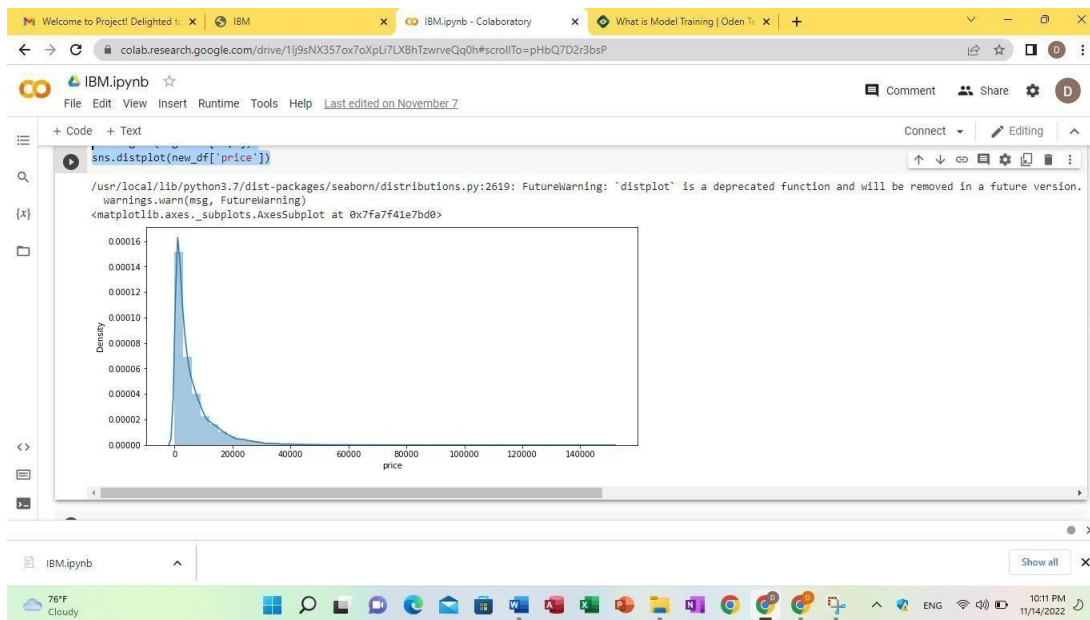 Welcome to Project! Delighted to
IBM
IBM.ipynb - Colaboratory
What is Model Training | Oden Te
colab.research.google.com/drive/1Ij9sNX357ox7oXpLi7LXBhTzwrveQq0h#scrollTo=pHbQ7D2r3bsP
D
IBM.ipynb
File Edit View Insert Runtime Tools Help Last edited on November 7
Comment Share D
+ Code + Text
Connect Editing
sns.distplot(new_df['price'])
/usr/local/lib/python3.7/dist-packages/seaborn/distributions.py:2619: FutureWarning: `distplot` is a deprecated function and will be removed in a future version.
warnings.warn(msg, FutureWarning)
<matplotlib.axes._subplots.AxesSubplot at 0x7fa7f41e7bd0>
{x}
0.00016
0.00014
0.00012
0.00010
0.00008
0.00006
0.00004
0.00002
0.00000
Density
0 20000 40000 60000 80000 100000 120000 140000
price
IBM.ipynb
Show all
76°F
Cloudy
ENG
10:11 PM
11/14/2022